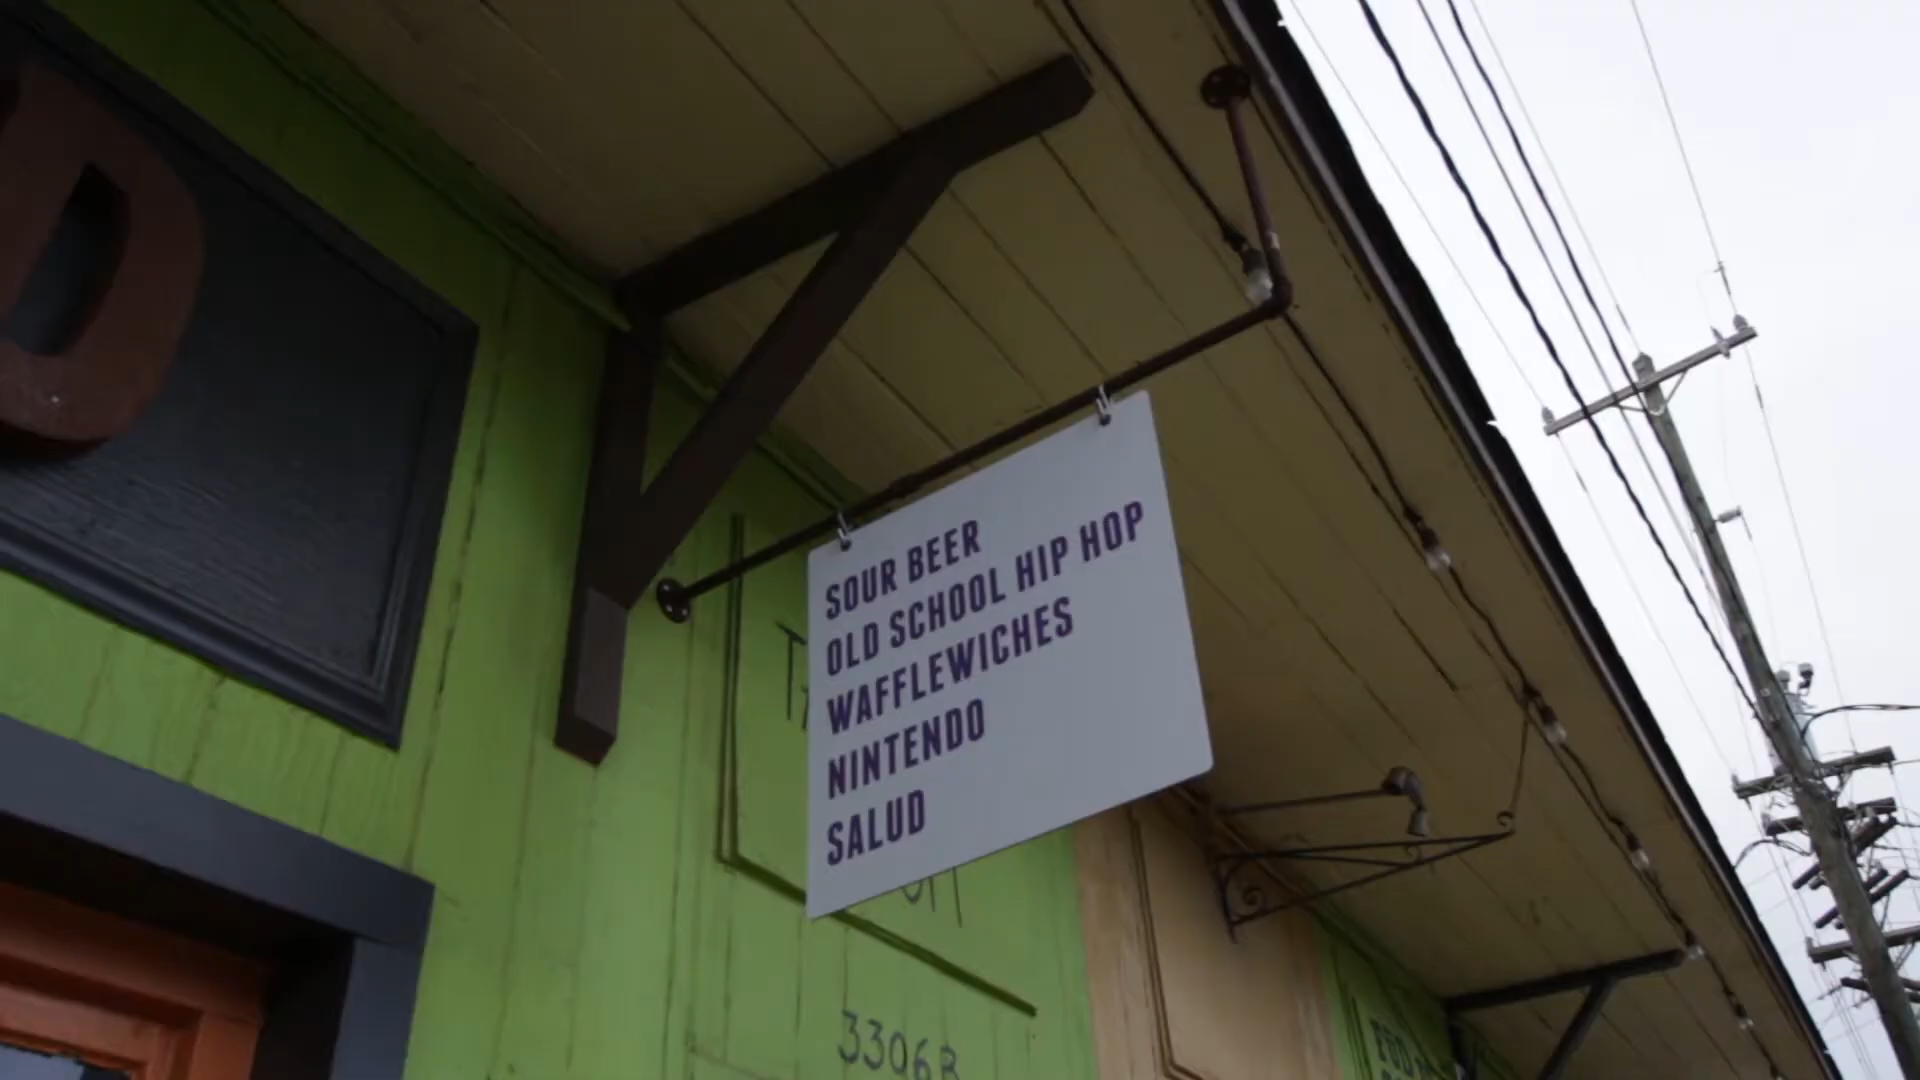 D
SOUR BEER
OLD SCHOOL HIP HOP
WAFFLEWICHES
NINTENDO
SALUD
3306B